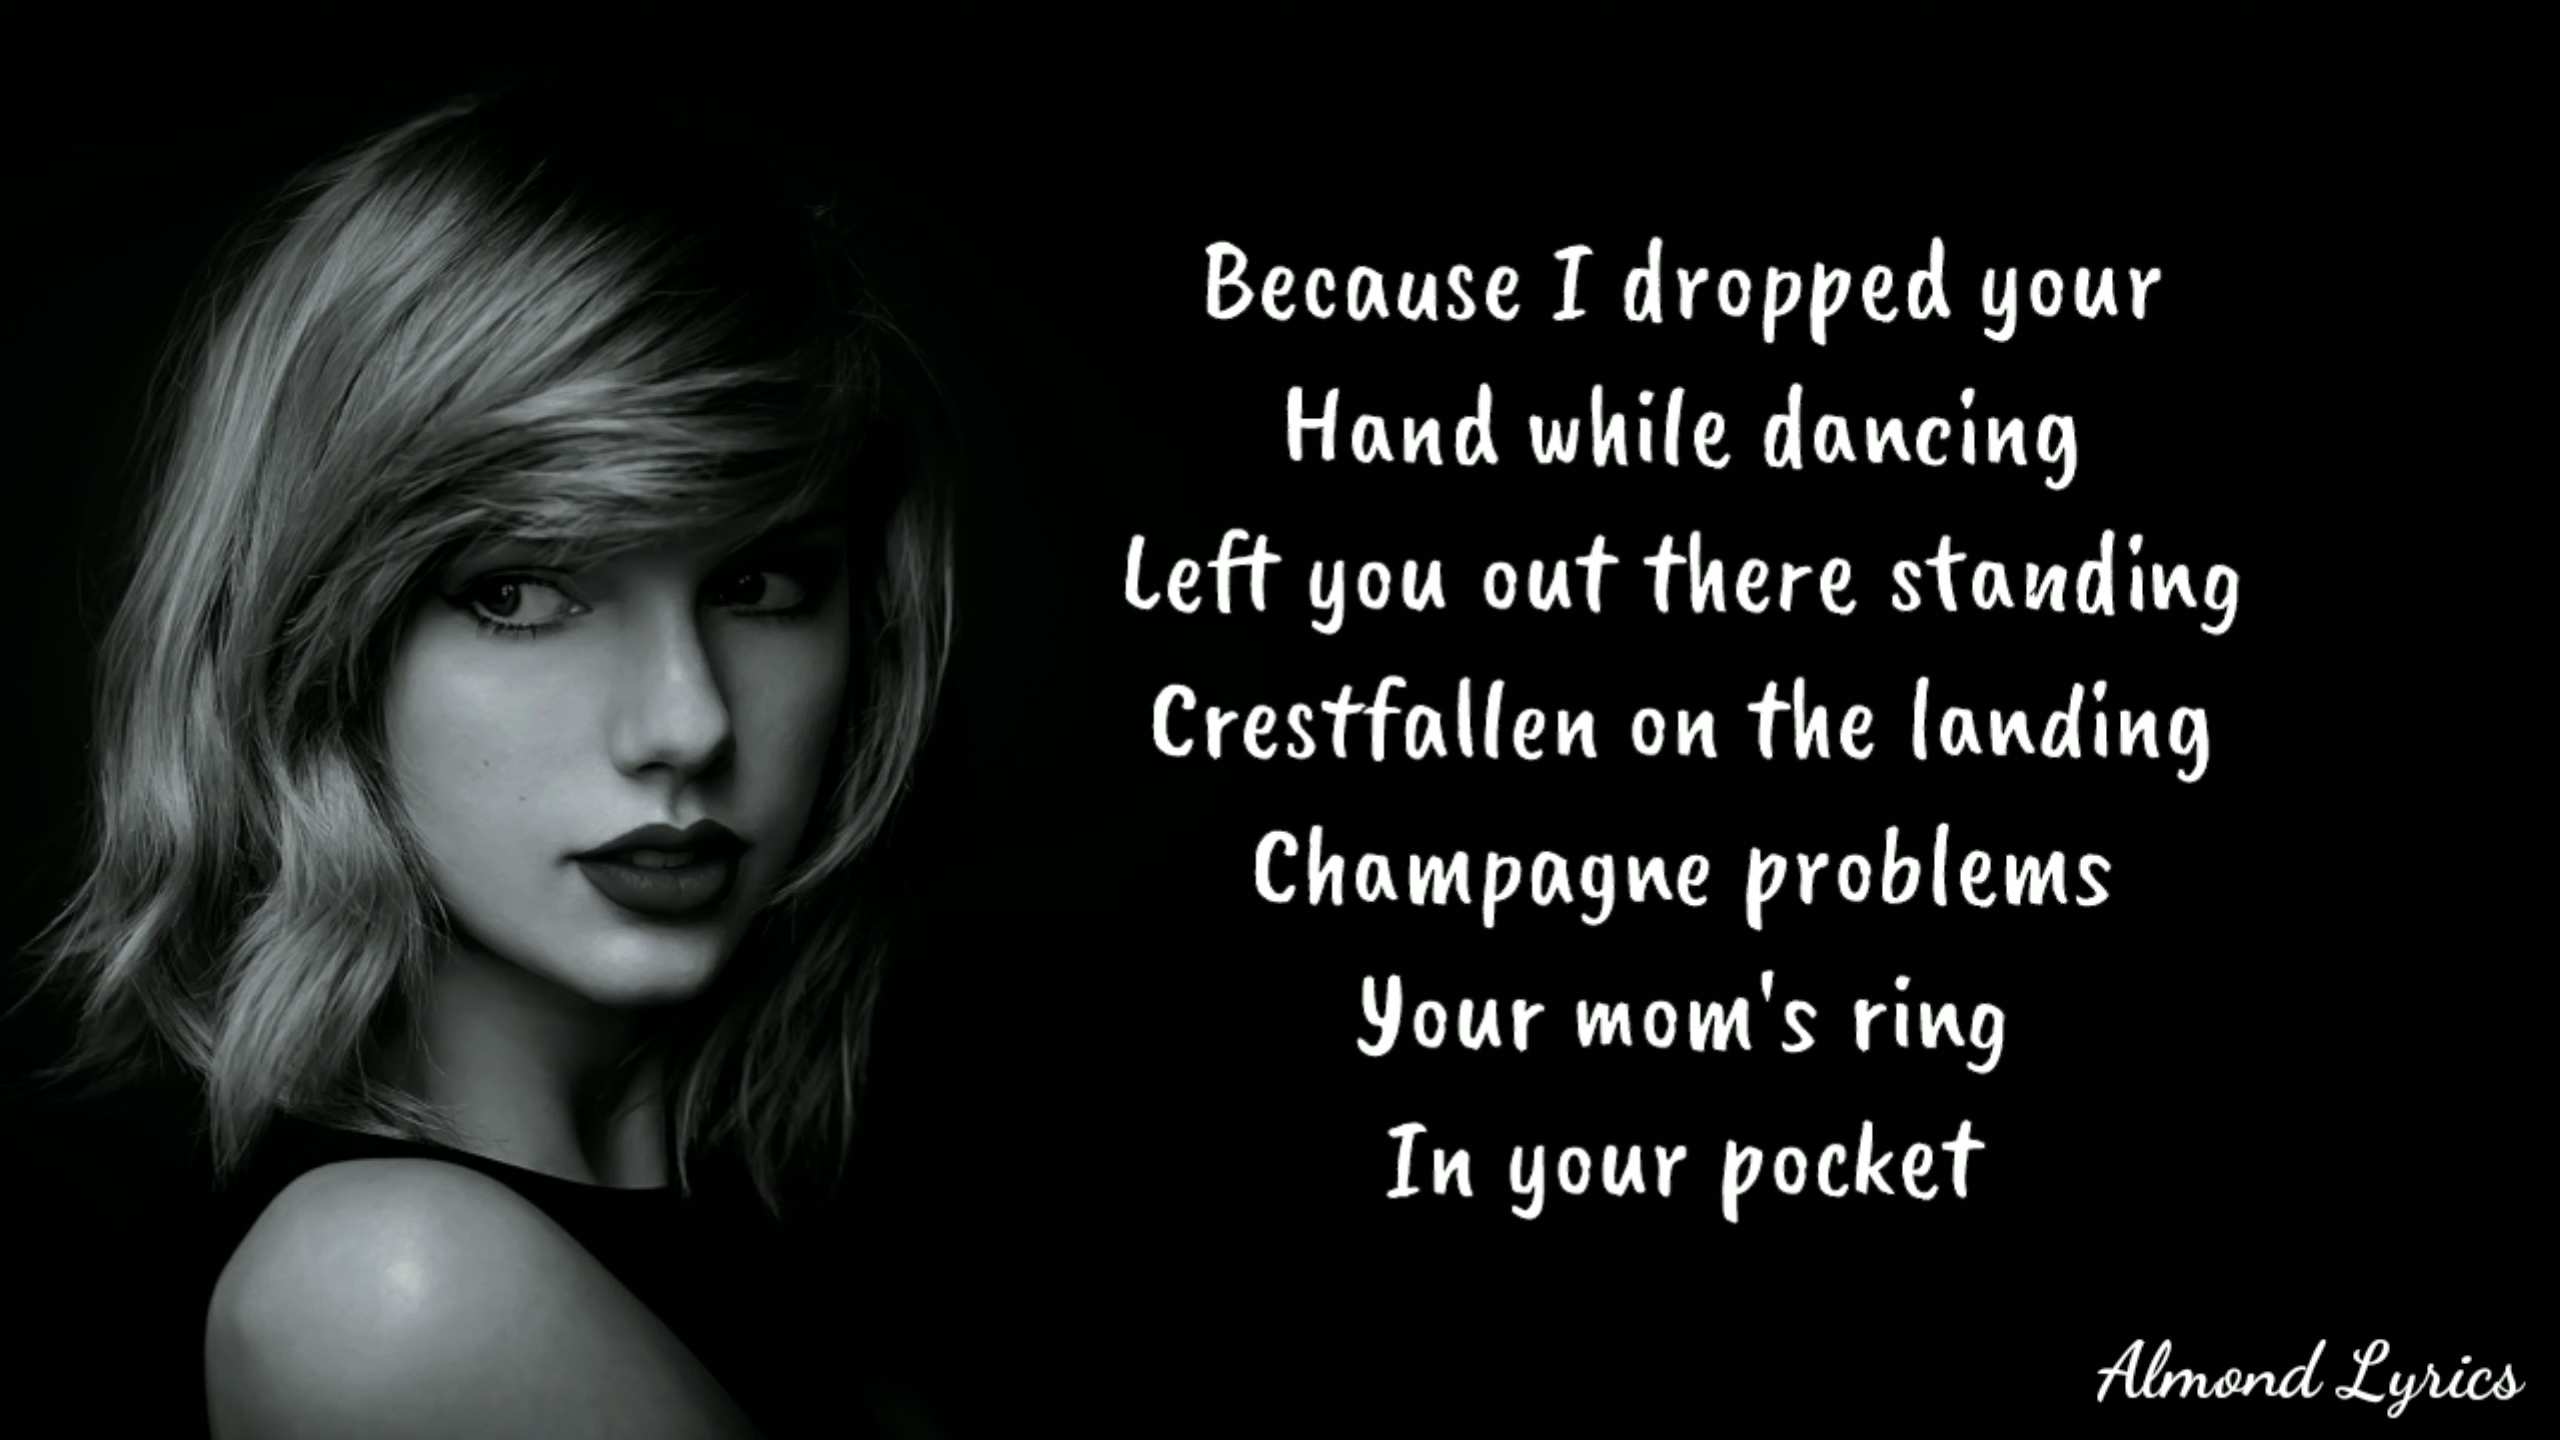 Because I dropped your
Hand while dancing
Left you out there standing
Crestfallen on the landing
Champagne problems
Your mom's ring
In your pocket
Almond Lyrics